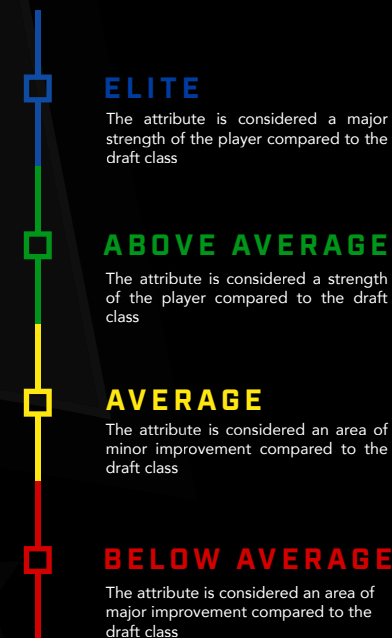 ELITE
The attribute is considered a major
strength of the player compared to the
draft class
ABOVE AVERAGE
The attribute is considered a strength
of the player compared to the draft
class
AVERAGE
The attribute is considered an area of
minor improvement compared to the
draft class
BELOW AVERAGE
The attribute is considered an area of
major improvement compared to the
draft class